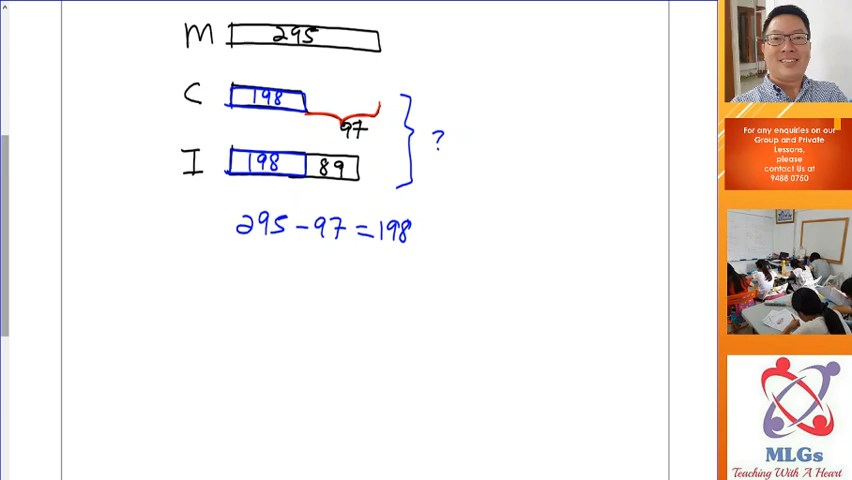 M 295
C 198
97
?
I 198 89
295 - 97 = 198
For any enquiries on our
Group and Private
Lessons,
please
contact Us at
9488 0750
MLGs
Teaching With A Heart